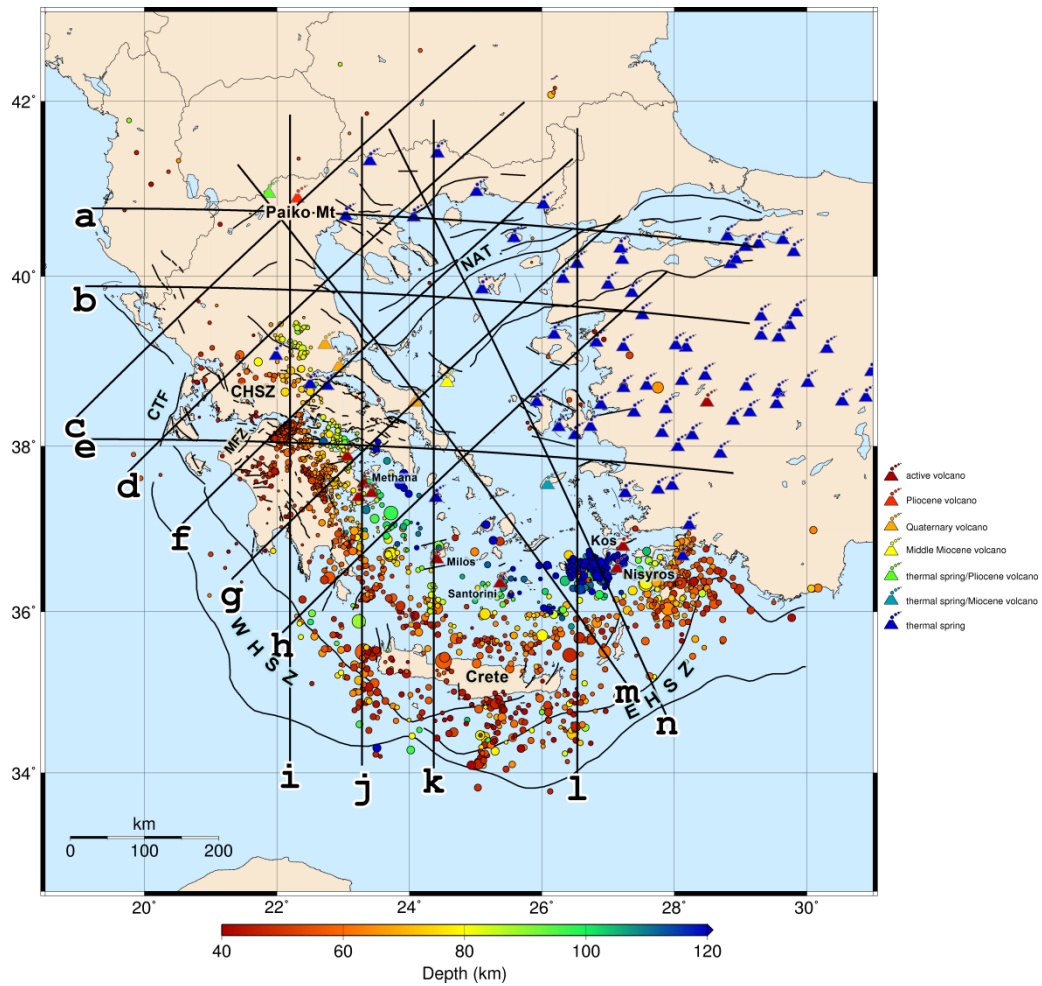 42°
40°
38°
36°
34°
a
b
c
e
d
f
g
h
i
j
k
l
m
n
Paiko Mt
NAT
CHSZ
CTF
MFZ
Methana
Milos
Santorini
Kos
Nisyros
Crete
WHSZ
EHSZ
km
0 100 200
20° 22° 24° 26° 28° 30°
active volcano
Pliocene volcano
Quaternary volcano
Middle Miocene volcano
thermal spring/Pliocene volcano
thermal spring/Miocene volcano
thermal spring
40 60 80 100 120
Depth (km)